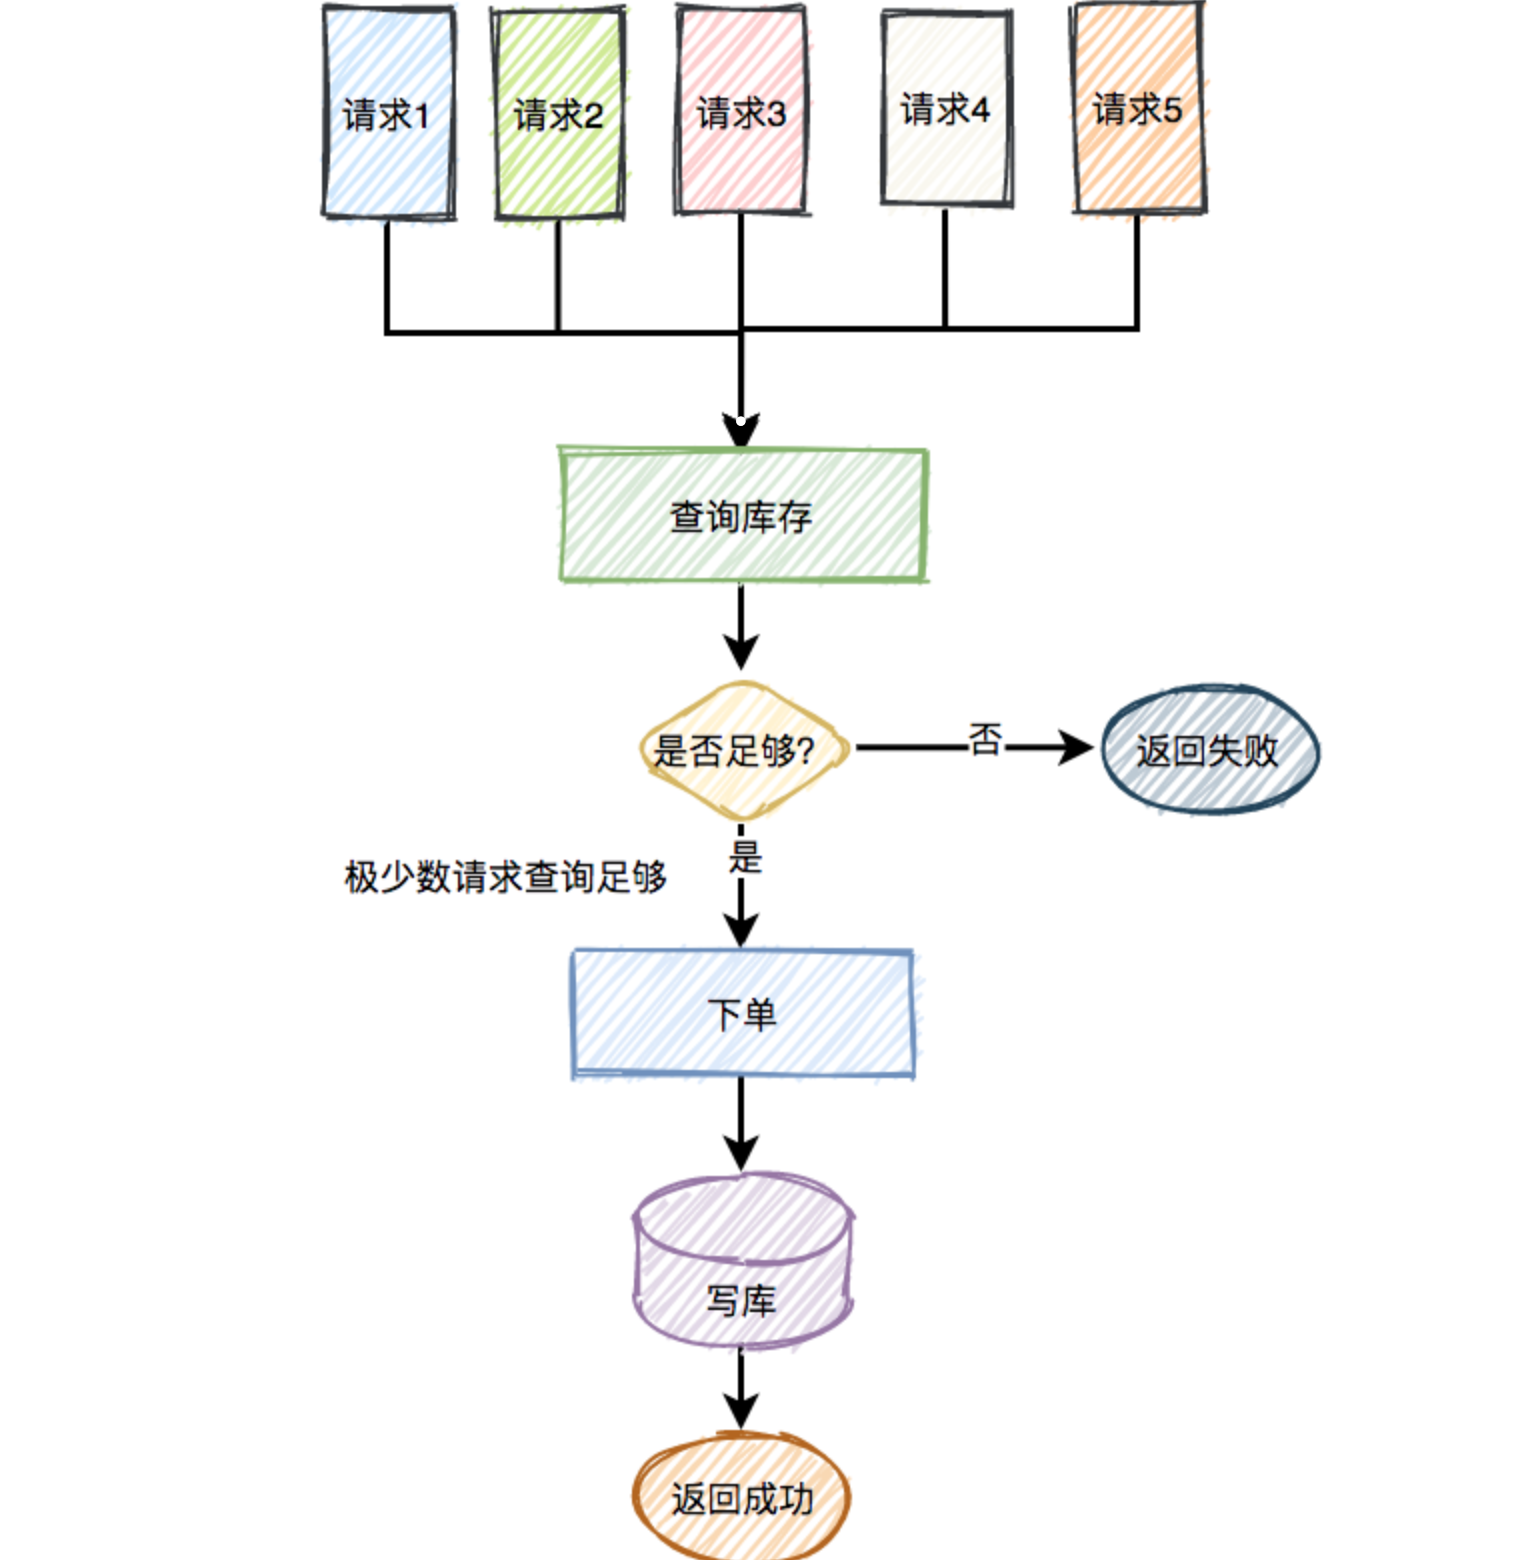 请求1
请求2
请求3
请求4
请求5
查询库存
是否足够?
否
返回失败
是
极少数请求查询足够
下单
写库
返回成功